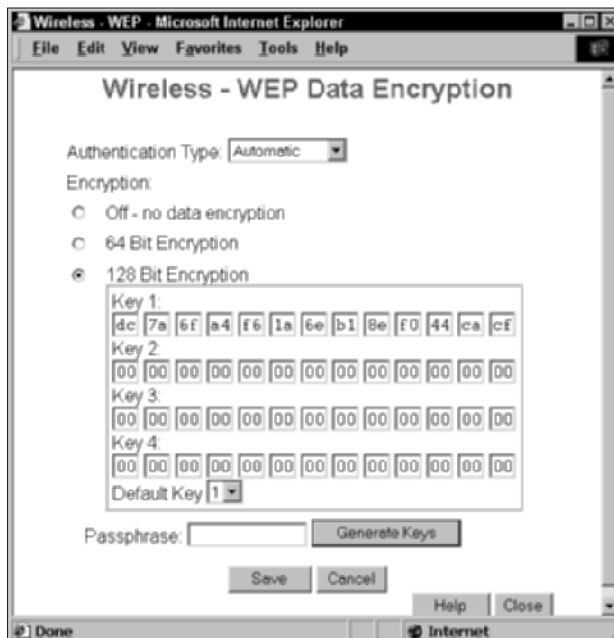 Wireless - WEP - Microsoft Internet Explorer
File Edit View Favorites Tools Help
Wireless - WEP Data Encryption
Authentication Type: Automatic
Encryption:
Off - no data encryption
64 Bit Encryption
128 Bit Encryption
Key 1:
dc 7a 6f a4 f6 1a 6e b1 8e f0 44 ca cf
Key 2:
00 00 00 00 00 00 00 00 00 00 00 00 00
Key 3:
00 00 00 00 00 00 00 00 00 00 00 00 00
Key 4:
00 00 00 00 00 00 00 00 00 00 00 00 00
Default Key 1
Passphrase: Generate Keys
Save Cancel
Help Close
Done Internet